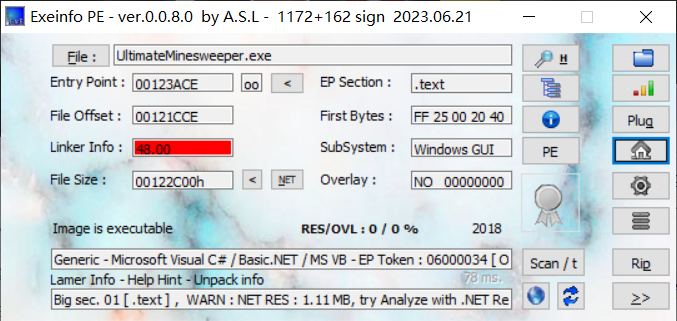 Exeinfo PE - ver.0.0.8.0 by A.S.L - 1172+162 sign 2023.06.21
File : UltimateMinesweeper.exe H
Entry Point : 00123ACE oo < EP Section : .text
File Offset : 00121CCE First Bytes : FF 25 00 20 40 Plug
Linker Info : 48.00 SubSystem : Windows GUI PE
File Size : 00122C00h < NET Overlay : NO 00000000
Image is executable RES/OVL : 0 / 0 % 2018
Generic - Microsoft Visual C# / Basic.NET / MS VB - EP Token : 06000034 [ O Scan / t Rip
Lamer Info - Help Hint - Unpack info 78 ms.
Big sec. 01 [ .text ] , WARN : NET RES : 1.11 MB, try Analyze with .NET Re >>